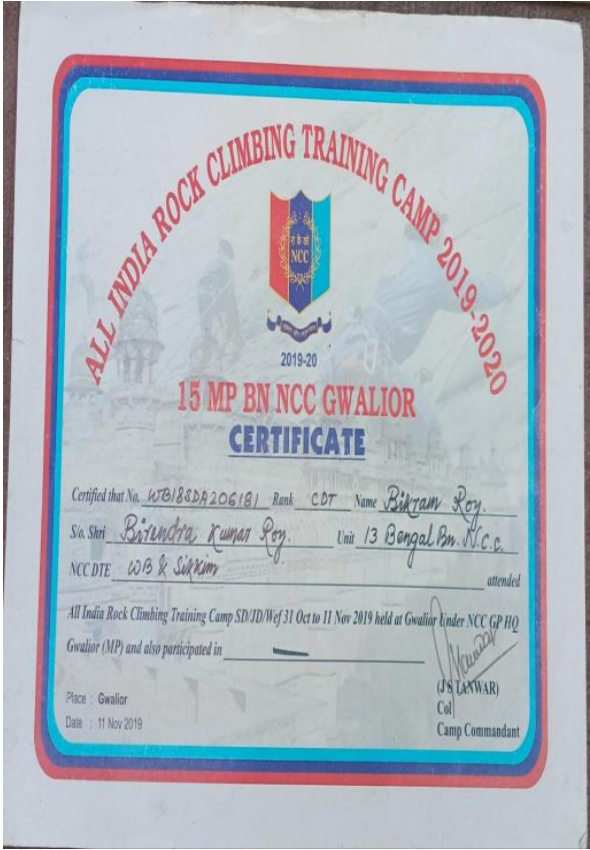 ALL INDIA ROCK CLIMBING TRAINING CAMP 2019-2020
NCC
2019-20
15 MP BN NCC GWALIOR
CERTIFICATE
Certified that No. WB18SDA206181 Rank CDT Name Bikram Roy.
S/o. Shri Birendra Kumar Roy. Unit 13 Bengal Bn. N.C.C.
NCC DTE WB & Sikkim attended
All India Rock Climbing Training Camp SD/JD/Wef 31 Oct to 11 Nov 2019 held at Gwalior Under NCC GP HQ
Gwalior (MP) and also participated in —
(J S TANWAR)
Place : Gwalior
Col
Date : 11 Nov 2019
Camp Commandant